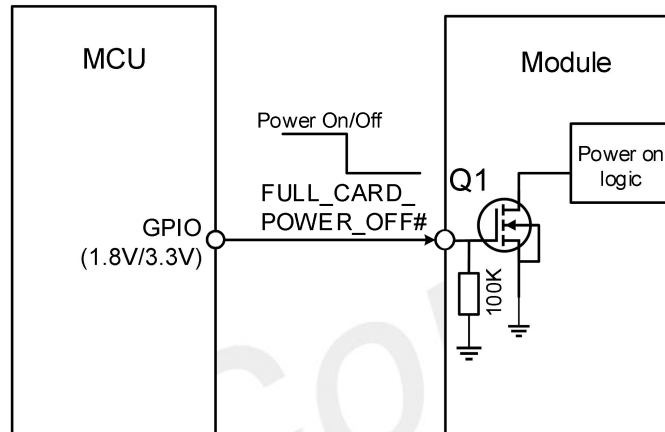 MCU
Module
Power On/Off
Power on
logic
Q1
FULL_CARD_
POWER_OFF#
GPIO
(1.8V/3.3V)
100K